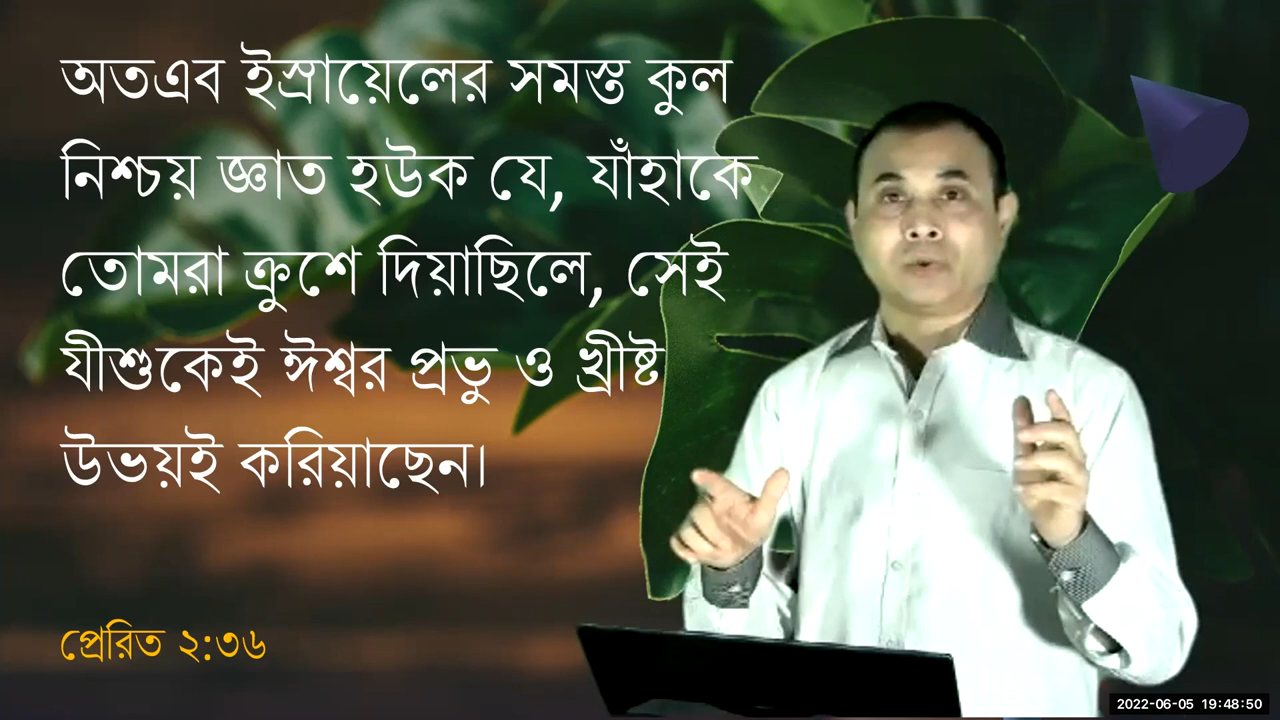 অতএব ইস্রায়েলের সমস্ত কুল
নিশ্চয় জ্ঞাত হউক যে, যাঁহাকে
তোমরা ক্রুশে দিয়াছিলে, সেই
যীশুকেই ঈশ্বর প্রভু ও খ্রীষ্ট
উভয়ই করিয়াছেন।
প্রেরিত ২:৩৬
2022-06-05 19:48:50